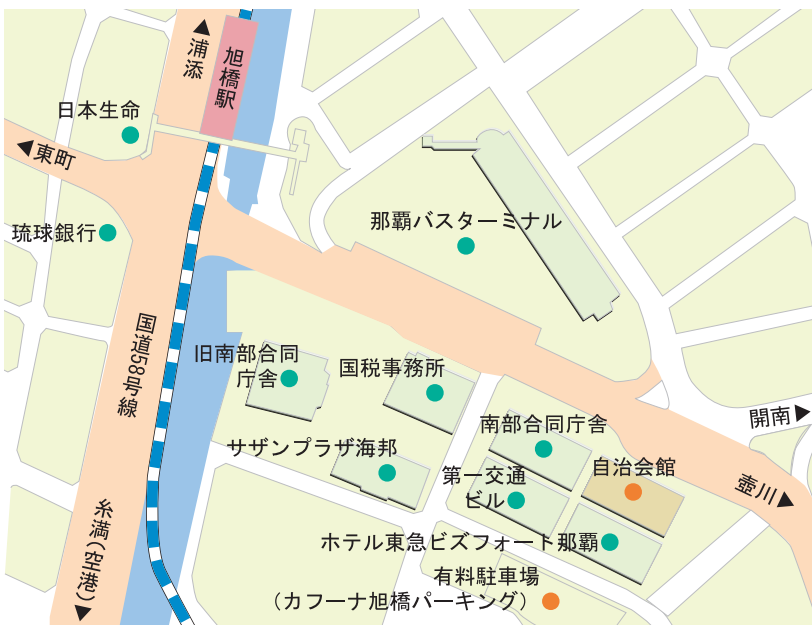 浦添
旭橋駅
日本生命
東町
琉球銀行
那覇バスターミナル
国道58号線
旧南部合同
庁舎
国税事務所
開南
南部合同庁舎
サザンプラザ海邦
自治会館
第一交通
ビル
壺川
糸満(空港)
ホテル東急ビズフォート那覇
有料駐車場
(カフーナ旭橋パーキング)